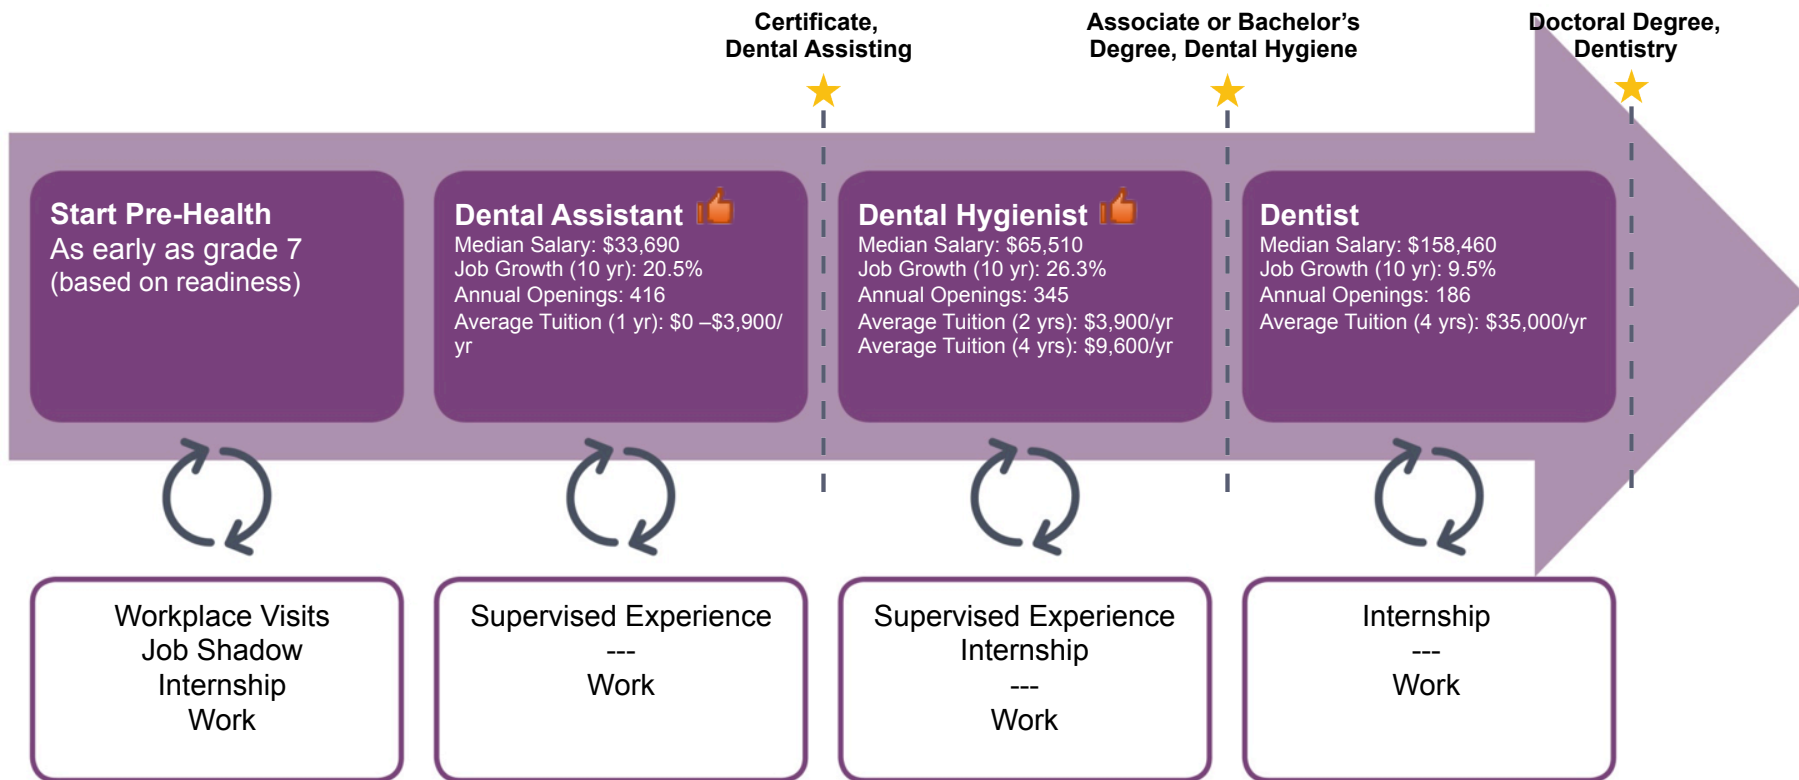 Certificate,
Dental Assisting
Associate or Bachelor’s
Degree, Dental Hygiene
Doctoral Degree,
Dentistry
Start Pre-Health
As early as grade 7
(based on readiness)
Dental Assistant
Median Salary: $33,690
Job Growth (10 yr): 20.5%
Annual Openings: 416
Average Tuition (1 yr): $0 –$3,900/
yr
Dental Hygienist
Median Salary: $65,510
Job Growth (10 yr): 26.3%
Annual Openings: 345
Average Tuition (2 yrs): $3,900/yr
Average Tuition (4 yrs): $9,600/yr
Dentist
Median Salary: $158,460
Job Growth (10 yr): 9.5%
Annual Openings: 186
Average Tuition (4 yrs): $35,000/yr
Workplace Visits
Job Shadow
Internship
Work
Supervised Experience
---
Work
Supervised Experience
Internship
---
Work
Internship
---
Work